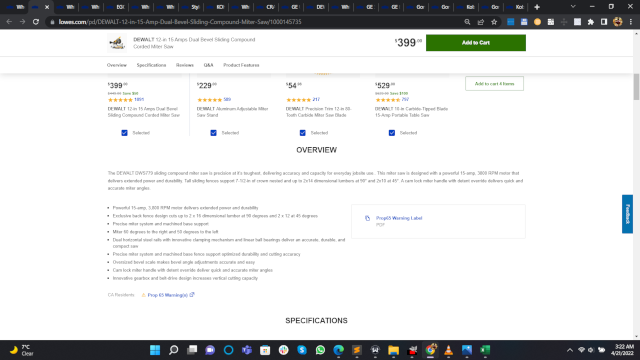 lowes.com/pd/DEWALT-12-in-15-Amps-Dual-Bevel-Sliding-Compound-Miter-Saw/1000145735
DEWALT 12-in 15-Amps Dual Bevel Sliding Compound
Corded Miter Saw
$399.00
Add to Cart
Overview Specifications Reviews Q&A Product Features
$399.00 $229.00 $54. $529.00
Add to cart 4 Items
DEWALT 12-in 15-Amps Dual Bevel
Sliding Compound Corded Miter Saw
DEWALT Aluminum Adjustable Miter
Saw Stand
DEWALT Precision Trim 12-in 80-
Tooth Carbide Miter Saw Blade
DEWALT 10-in Carbide-Tipped Blade
15-Amp Portable Table Saw
Selected Selected Selected Selected
OVERVIEW
The DEWALT DWS779 sliding compound miter saw is precision at it's toughest, delivering accuracy and capacity for everyday jobsite use. This miter saw is designed with a powerful 15-amp, 3800 RPM motor that
delivers extended power and durability. Tall sliding fences support 7-1/2-in of crown nested and up to 2x14 dimensional lumber at 90° and 2x10 at 45°. A cam lock miter handle with detent override delivers quick and
accurate miter angles.
Powerful 15-amp, 3,800 RPM motor delivers extended power and durability
Exclusive back fence design cuts up to 2 x 16 dimensional lumber at 90 degrees and 2 x 12 at 45 degrees
Precise miter system and machined base support
Miter 60 degrees to the right and 50 degrees to the left
Dual horizontal steel rails with innovative clamping mechanism and linear ball bearings deliver an accurate, durable, and
compact saw
Precise miter system and machined base fence support optimized durability and cutting accuracy
Oversized bevel scale makes bevel angle adjustments accurate and easy
Cam lock miter handle with detent override deliver quick and accurate miter angles
Innovative gearbox and belt-drive design increases vertical cutting capacity
Prop65 Warning Label
PDF
Feedback
CA Residents: Prop 65 Warning(s)
SPECIFICATIONS
7°C
Clear
3:22 AM
4/21/2022